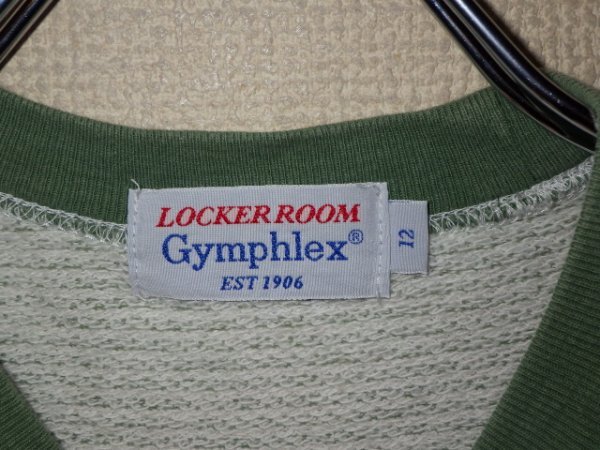 LOCKER ROOM
Gymphlex®
EST 1906
12